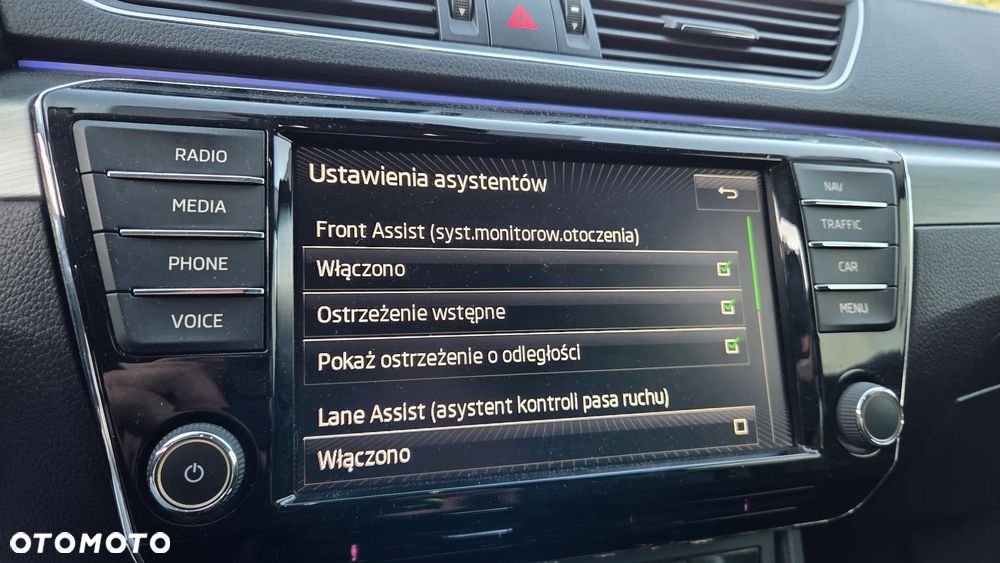 RADIO
MEDIA
PHONE
VOICE
Ustawienia asystentów
Front Assist (syst.monitorow.otoczenia)
Włączono
Ostrzeżenie wstępne
Pokaż ostrzeżenie o odległości
Lane Assist (asystent kontroli pasa ruchu)
Włączono
NAV
TRAFFIC
CAR
MENU
OTOMOTO